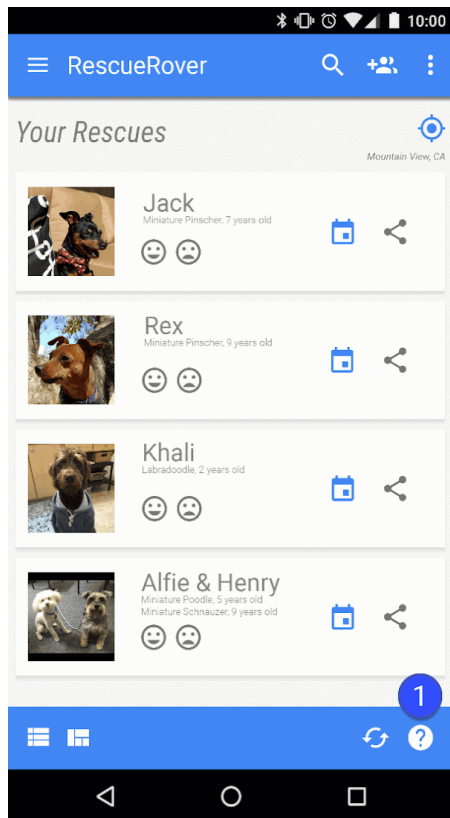 10:00
RescueRover
Your Rescues
Mountain View, CA
Jack
Miniature Pinscher, 7 years old
Rex
Miniature Pinscher, 9 years old
Khali
Labradoodle, 2 years old
Alfie & Henry
Miniature Poodle, 5 years old
Miniature Schnauzer, 9 years old
1
?